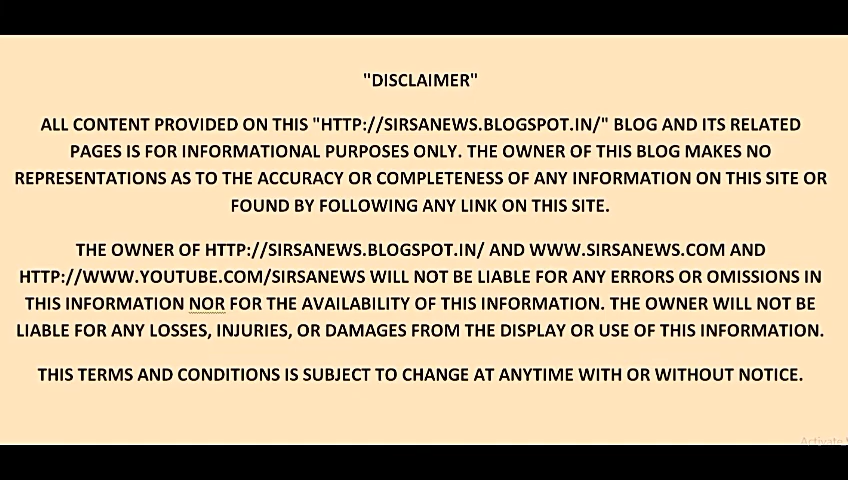 "DISCLAIMER"
ALL CONTENT PROVIDED ON THIS "HTTP://SIRSANEWS.BLOGSPOT.IN/" BLOG AND ITS RELATED
PAGES IS FOR INFORMATIONAL PURPOSES ONLY. THE OWNER OF THIS BLOG MAKES NO
REPRESENTATIONS AS TO THE ACCURACY OR COMPLETENESS OF ANY INFORMATION ON THIS SITE OR
FOUND BY FOLLOWING ANY LINK ON THIS SITE.
THE OWNER OF HTTP://SIRSANEWS.BLOGSPOT.IN/ AND WWW.SIRSANEWS.COM AND
HTTP://WWW.YOUTUBE.COM/SIRSANEWS WILL NOT BE LIABLE FOR ANY ERRORS OR OMISSIONS IN
THIS INFORMATION NOR FOR THE AVAILABILITY OF THIS INFORMATION. THE OWNER WILL NOT BE
LIABLE FOR ANY LOSSES, INJURIES, OR DAMAGES FROM THE DISPLAY OR USE OF THIS INFORMATION.
THIS TERMS AND CONDITIONS IS SUBJECT TO CHANGE AT ANYTIME WITH OR WITHOUT NOTICE.
Activate